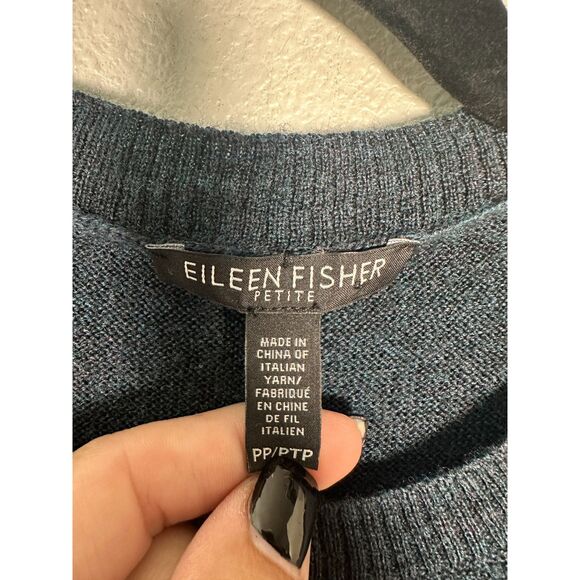 EILEEN FISHER
PETITE
MADE IN
CHINA OF
ITALIAN
YARN/
FABRIQUÉ
EN CHINE
DE FIL
ITALIEN
PP/PTP